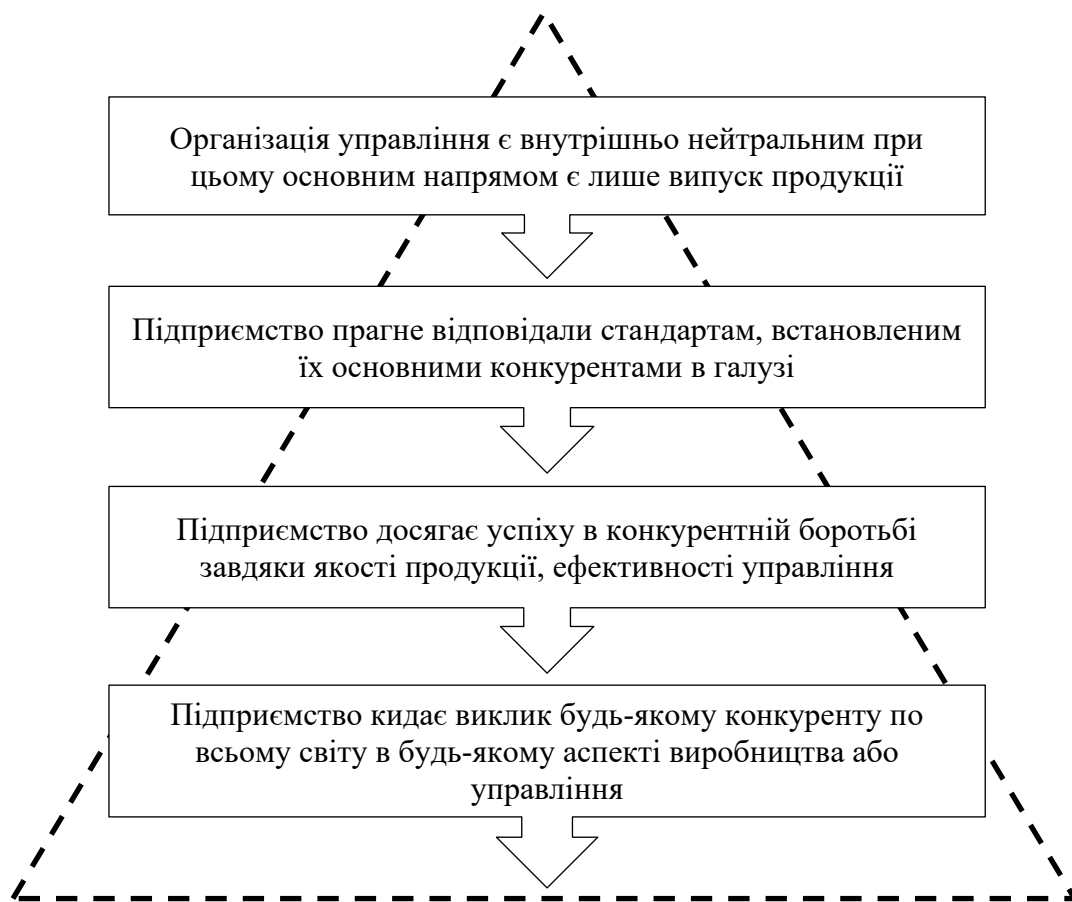 Організація управління є внутрішньо нейтральним при
цьому основним напрямом є лише випуск продукції
Підприємство прагне відповідали стандартам, встановленим
їх основними конкурентами в галузі
Підприємство досягає успіху в конкурентній боротьбі
завдяки якості продукції, ефективності управління
Підприємство кидає виклик будь-якому конкуренту по
всьому світу в будь-якому аспекті виробництва або
управління